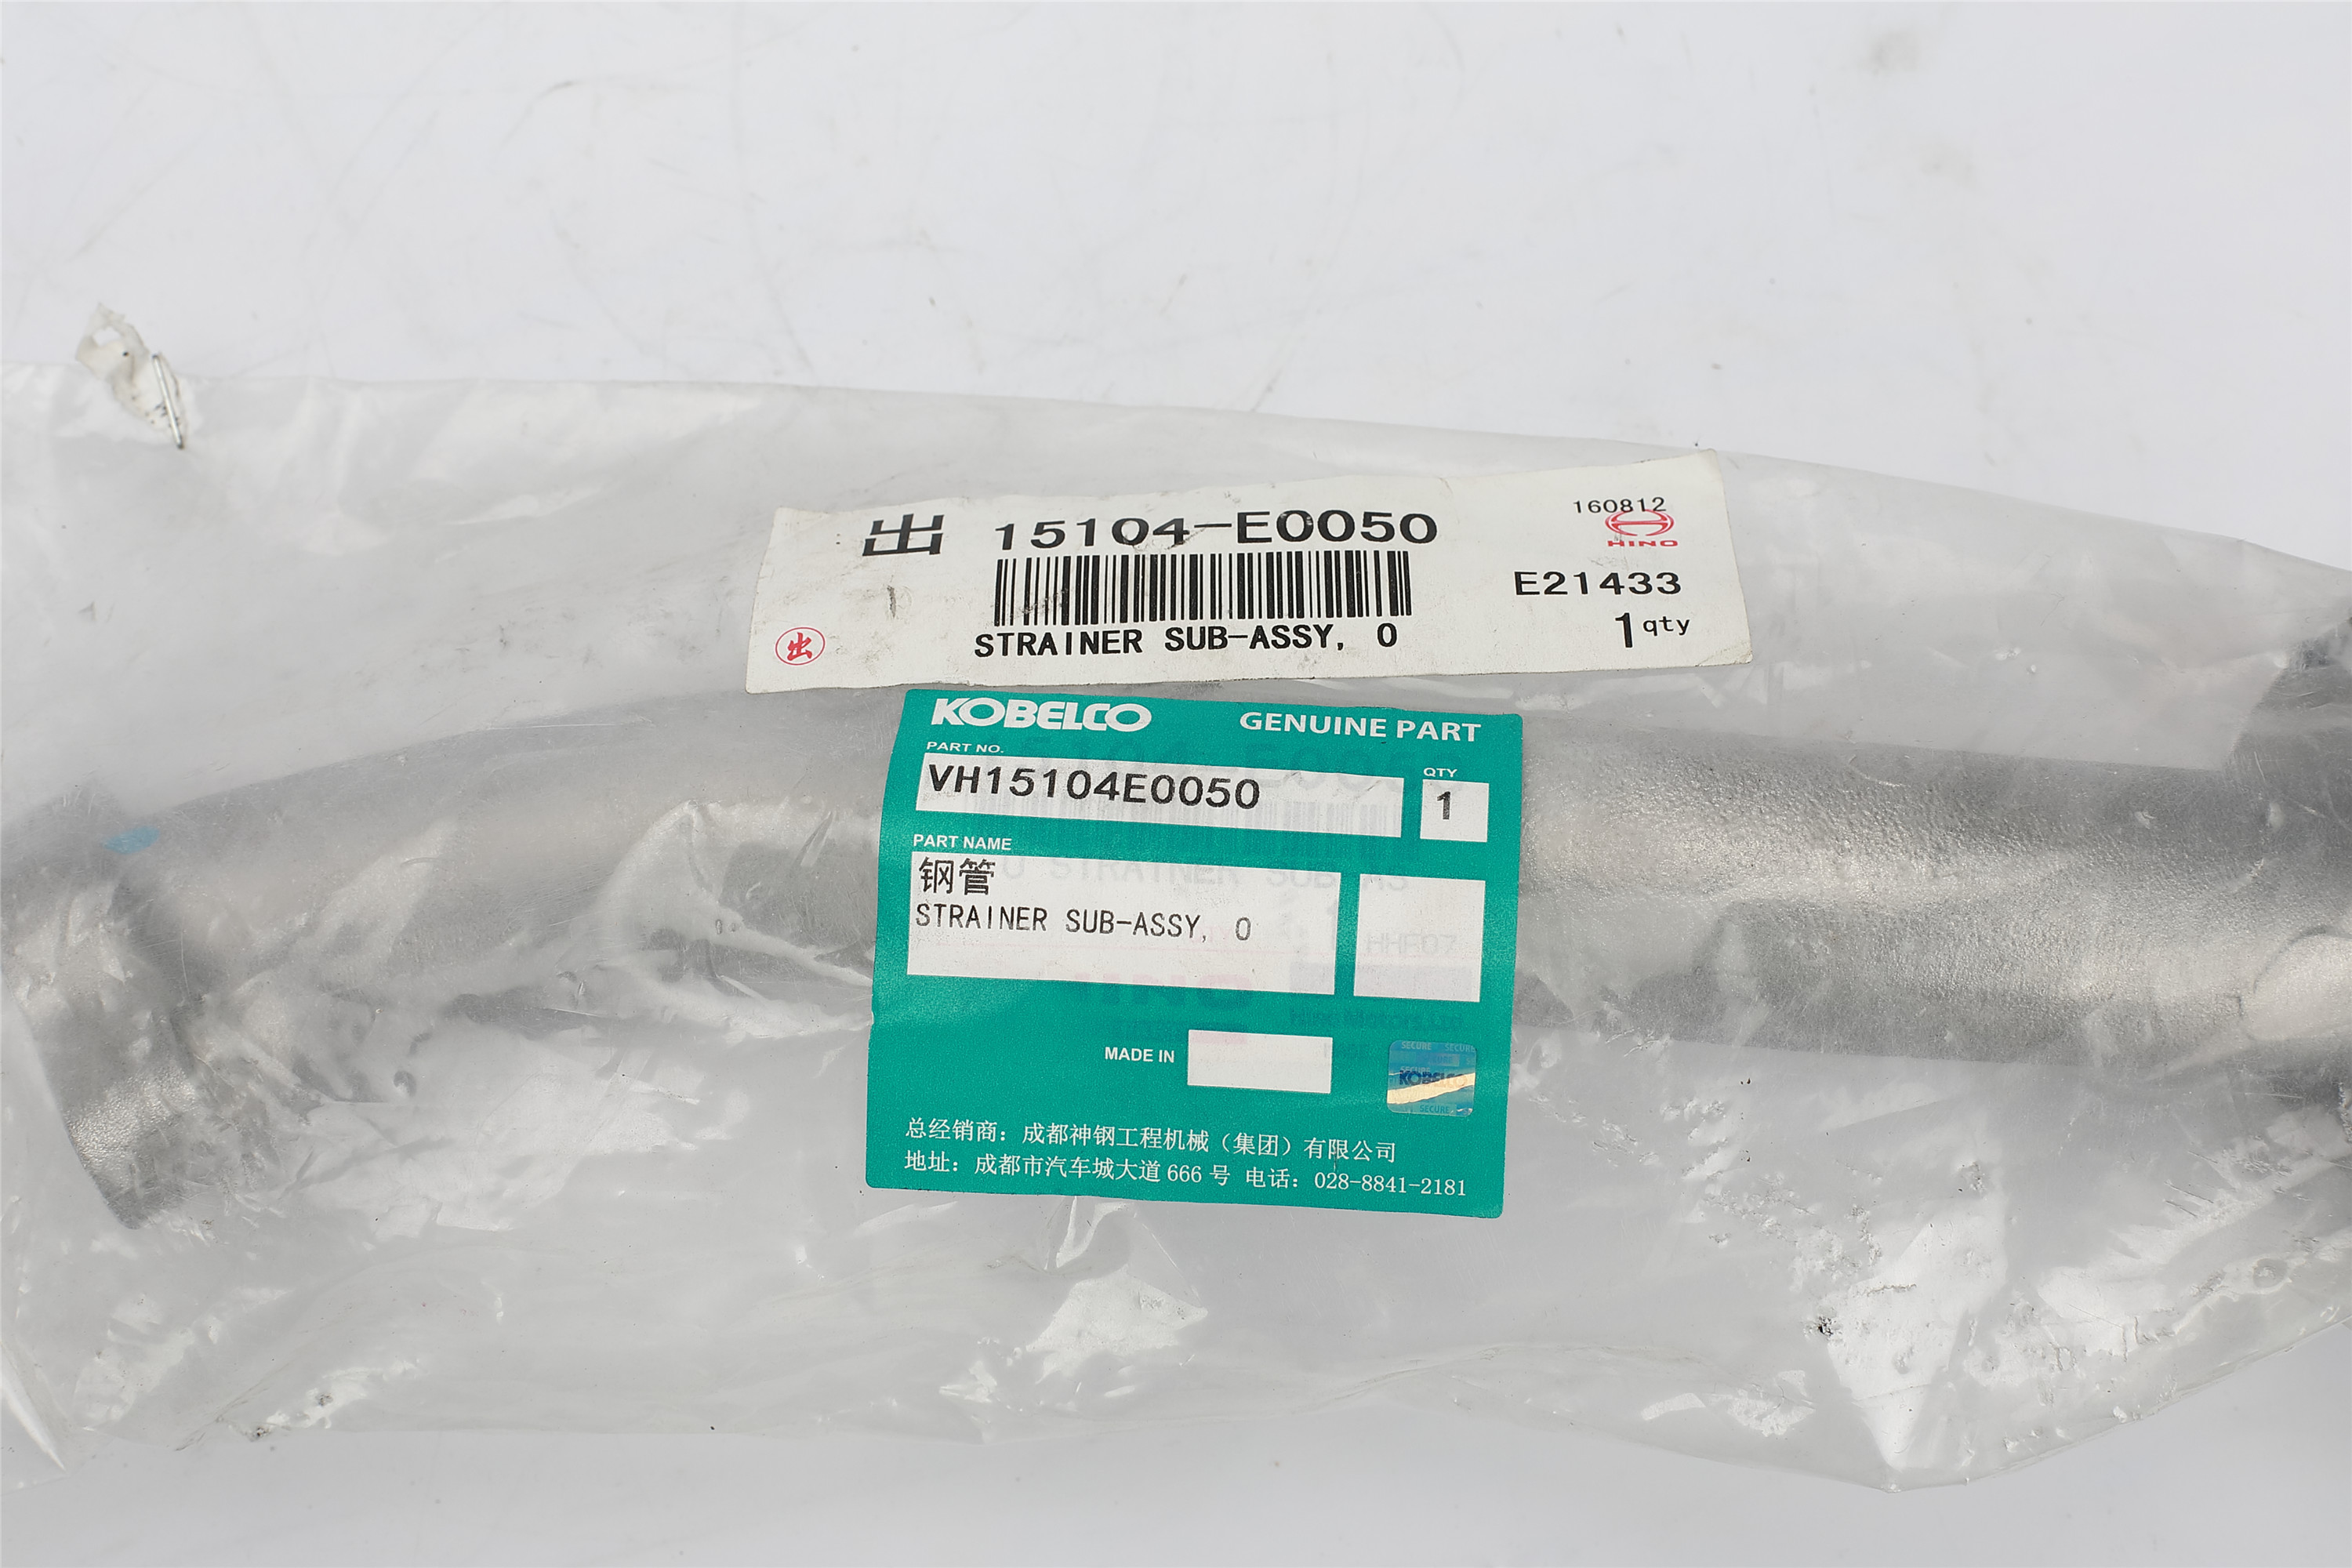 出 15104-E0050
160812
HINO
E21433
1 qty
STRAINER SUB-ASSY, O
出
KOBELCO GENUINE PART
PART NO.
VH15104E0050
QTY
1
PART NAME
钢管
STRAINER SUB-ASSY, O
MADE IN
SECURE
KOBELCO
SECURE
总经销商：成都神钢工程机械（集团）有限公司
地址：成都市汽车城大道 666 号 电话：028-8841-2181